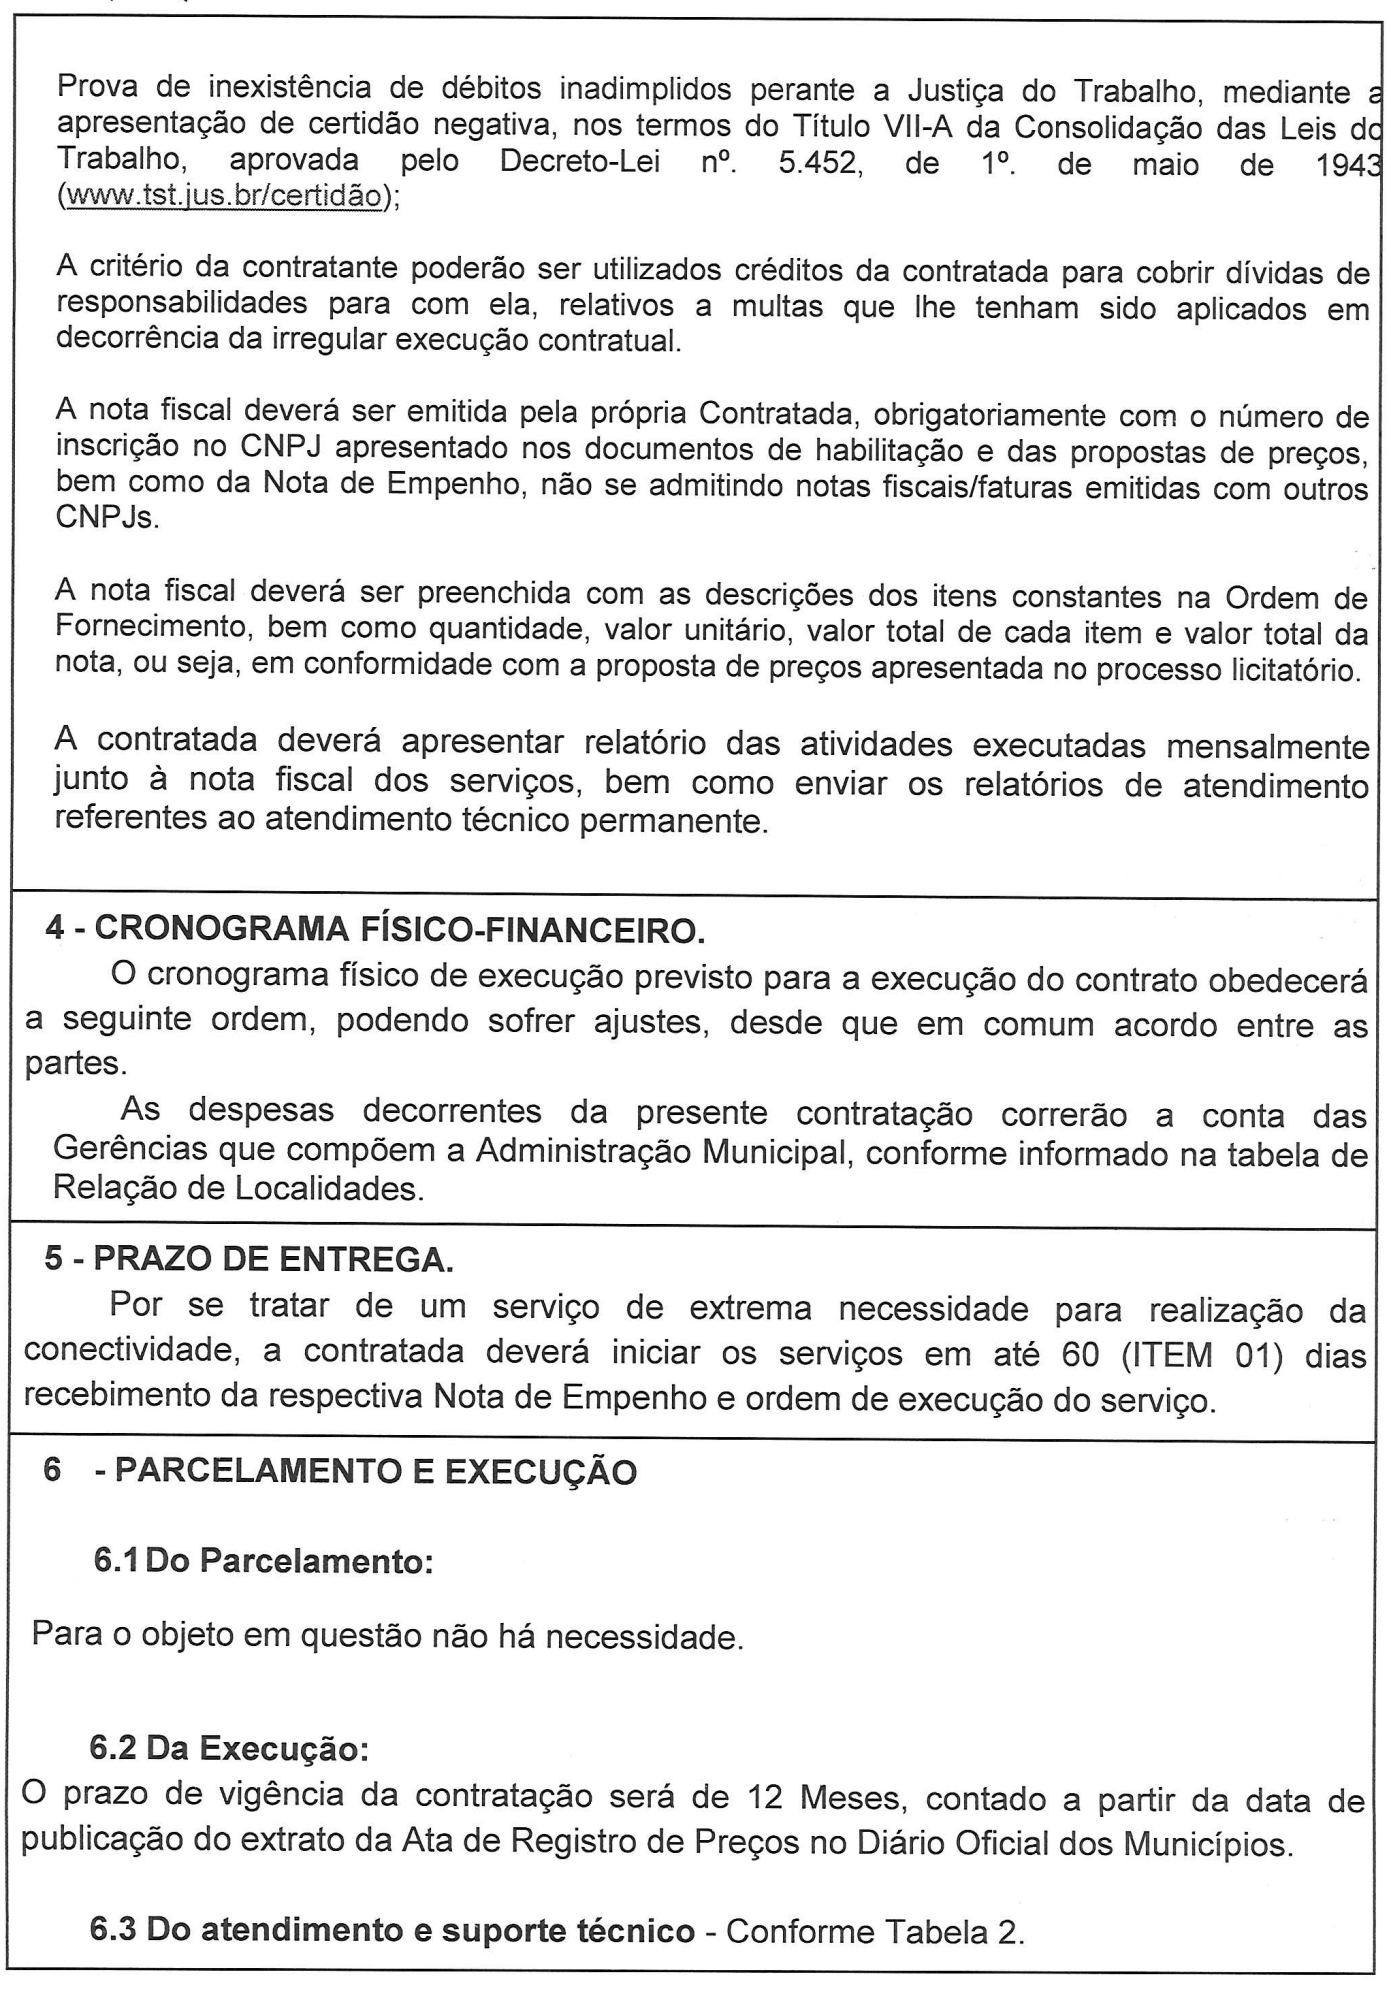 Prova de inexistência de débitos inadimplidos perante a Justiça do Trabalho, mediante a
apresentação de certidão negativa, nos termos do Título VII-A da Consolidação das Leis do
Trabalho, aprovada pelo Decreto-Lei nº. 5.452, de 1º. de maio de 1943
(www.tst.jus.br/certidão);
A critério da contratante poderão ser utilizados créditos da contratada para cobrir dívidas de
responsabilidades para com ela, relativos a multas que lhe tenham sido aplicados em
decorrência da irregular execução contratual.
A nota fiscal deverá ser emitida pela própria Contratada, obrigatoriamente com o número de
inscrição no CNPJ apresentado nos documentos de habilitação e das propostas de preços,
bem como da Nota de Empenho, não se admitindo notas fiscais/faturas emitidas com outros
CNPJs.
A nota fiscal deverá ser preenchida com as descrições dos itens constantes na Ordem de
Fornecimento, bem como quantidade, valor unitário, valor total de cada item e valor total da
nota, ou seja, em conformidade com a proposta de preços apresentada no processo licitatório.
A contratada deverá apresentar relatório das atividades executadas mensalmente
junto à nota fiscal dos serviços, bem como enviar os relatórios de atendimento
referentes ao atendimento técnico permanente.
4 - CRONOGRAMA FÍSICO-FINANCEIRO.
O cronograma físico de execução previsto para a execução do contrato obedecerá
a seguinte ordem, podendo sofrer ajustes, desde que em comum acordo entre as
partes.
As despesas decorrentes da presente contratação correrão a conta das
Gerências que compõem a Administração Municipal, conforme informado na tabela de
Relação de Localidades.
5 - PRAZO DE ENTREGA.
Por se tratar de um serviço de extrema necessidade para realização da
conectividade, a contratada deverá iniciar os serviços em até 60 (ITEM 01) dias
recebimento da respectiva Nota de Empenho e ordem de execução do serviço.
6 - PARCELAMENTO E EXECUÇÃO
6.1 Do Parcelamento:
Para o objeto em questão não há necessidade.
6.2 Da Execução:
O prazo de vigência da contratação será de 12 Meses, contado a partir da data de
publicação do extrato da Ata de Registro de Preços no Diário Oficial dos Municípios.
6.3 Do atendimento e suporte técnico - Conforme Tabela 2.